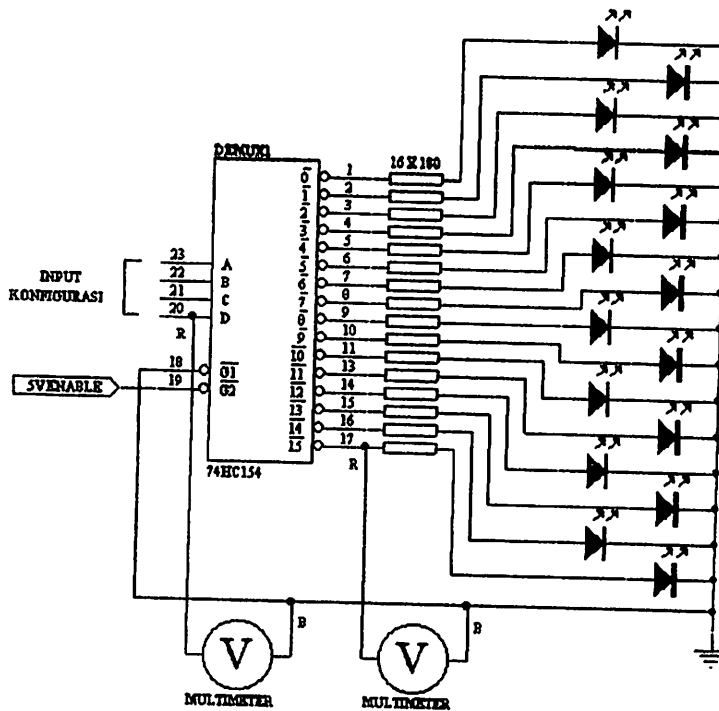 DEMUX1
16 X 180
INPUT
KONFIGURASI
23 A
22 B
21 C
20 D
R
18 G1
19 G2
5VENABLE
0 1
1 2
2 3
3 4
4 5
5 6
6 7
7 8
8 9
9 10
10 11
11 13
12 14
13 15
14 16
15 17
R
74HC154
B
B
V
V
MULTIMETER
MULTIMETER